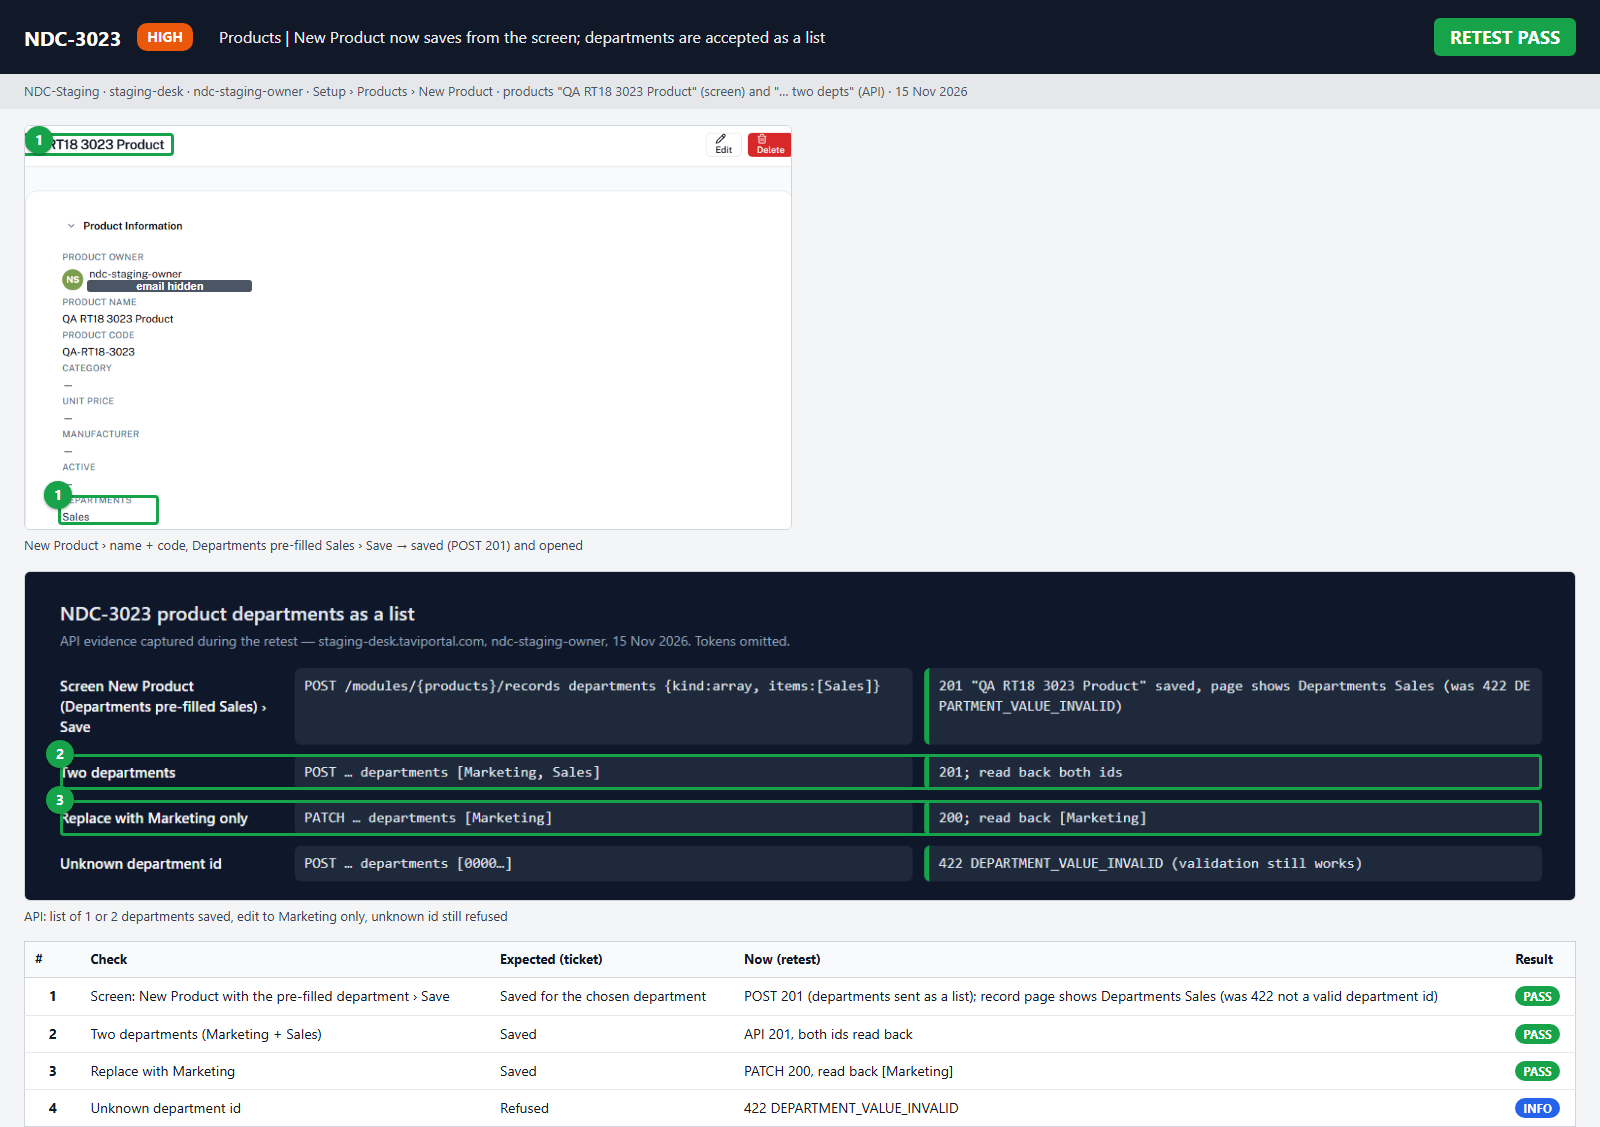 NDC-3023 HIGH Products | New Product now saves from the screen; departments are accepted as a list RETEST PASS
NDC-Staging · staging-desk · ndc-staging-owner · Setup › Products › New Product · products "QA RT18 3023 Product" (screen) and "... two depts" (API) · 15 Nov 2026
1 RT18 3023 Product Edit Delete
Product Information
PRODUCT OWNER
NS ndc-staging-owner
email hidden
PRODUCT NAME
QA RT18 3023 Product
PRODUCT CODE
QA-RT18-3023
CATEGORY
—
UNIT PRICE
—
MANUFACTURER
—
ACTIVE
—
1 DEPARTMENTS
Sales
New Product › name + code, Departments pre-filled Sales › Save → saved (POST 201) and opened
NDC-3023 product departments as a list
API evidence captured during the retest — staging-desk.taviportal.com, ndc-staging-owner, 15 Nov 2026. Tokens omitted.
Screen New Product
(Departments pre-filled Sales) ›
Save
POST /modules/{products}/records departments {kind:array, items:[Sales]}
201 "QA RT18 3023 Product" saved, page shows Departments Sales (was 422 DE
PARTMENT_VALUE_INVALID)
2
Two departments POST … departments [Marketing, Sales] 201; read back both ids
3
Replace with Marketing only PATCH … departments [Marketing] 200; read back [Marketing]
Unknown department id POST … departments [0000…] 422 DEPARTMENT_VALUE_INVALID (validation still works)
API: list of 1 or 2 departments saved, edit to Marketing only, unknown id still refused
# Check Expected (ticket) Now (retest) Result
1 Screen: New Product with the pre-filled department › Save Saved for the chosen department POST 201 (departments sent as a list); record page shows Departments Sales (was 422 not a valid department id) PASS
2 Two departments (Marketing + Sales) Saved API 201, both ids read back PASS
3 Replace with Marketing Saved PATCH 200, read back [Marketing] PASS
4 Unknown department id Refused 422 DEPARTMENT_VALUE_INVALID INFO